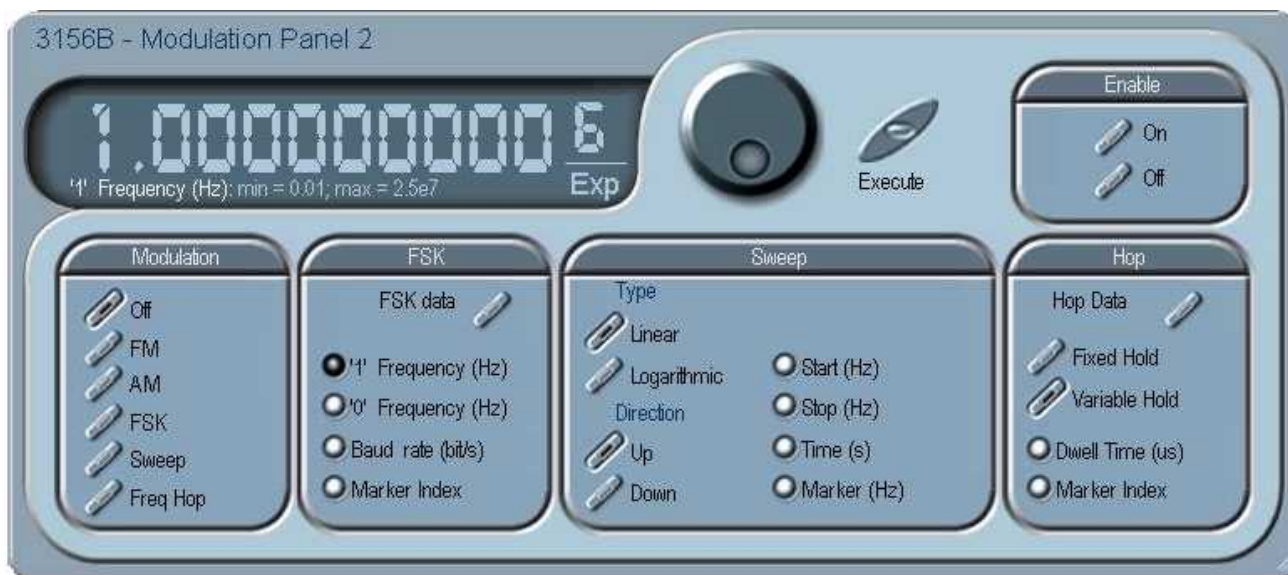 3156B - Modulation Panel 2
1.000000000 6
'1' Frequency (Hz): min = 0.01; max = 2.5e7
Exp
Execute
Enable
On
Off
Modulation
Off
FM
AM
FSK
Sweep
Freq Hop
FSK
FSK data
'1' Frequency (Hz)
'0' Frequency (Hz)
Baud rate (bit/s)
Marker Index
Sweep
Type
Linear
Logarithmic
Direction
Up
Down
Start (Hz)
Stop (Hz)
Time (s)
Marker (Hz)
Hop
Hop Data
Fixed Hold
Variable Hold
Dwell Time (us)
Marker Index